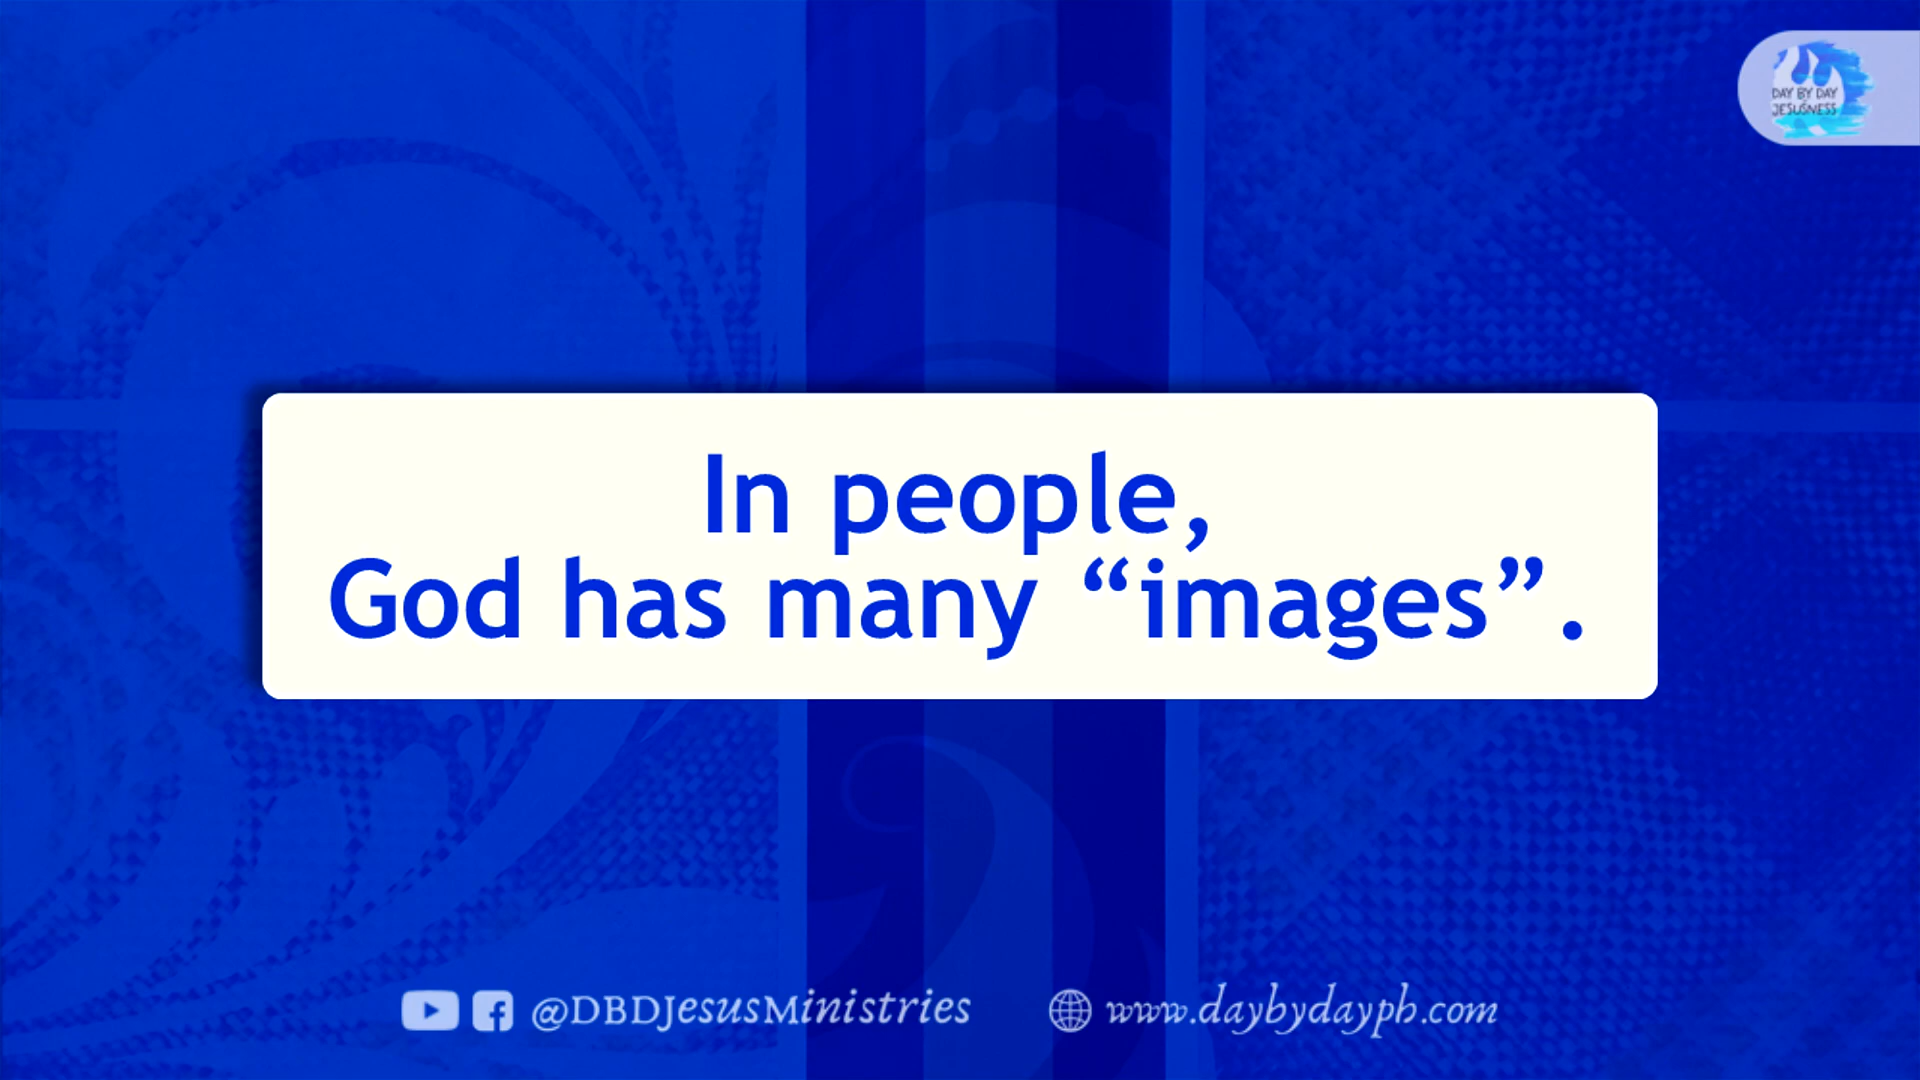 DAY BY DAY
JESUSNESS
In people,
God has many “images”.
@DBDJesusMinistries
www.daybydayph.com